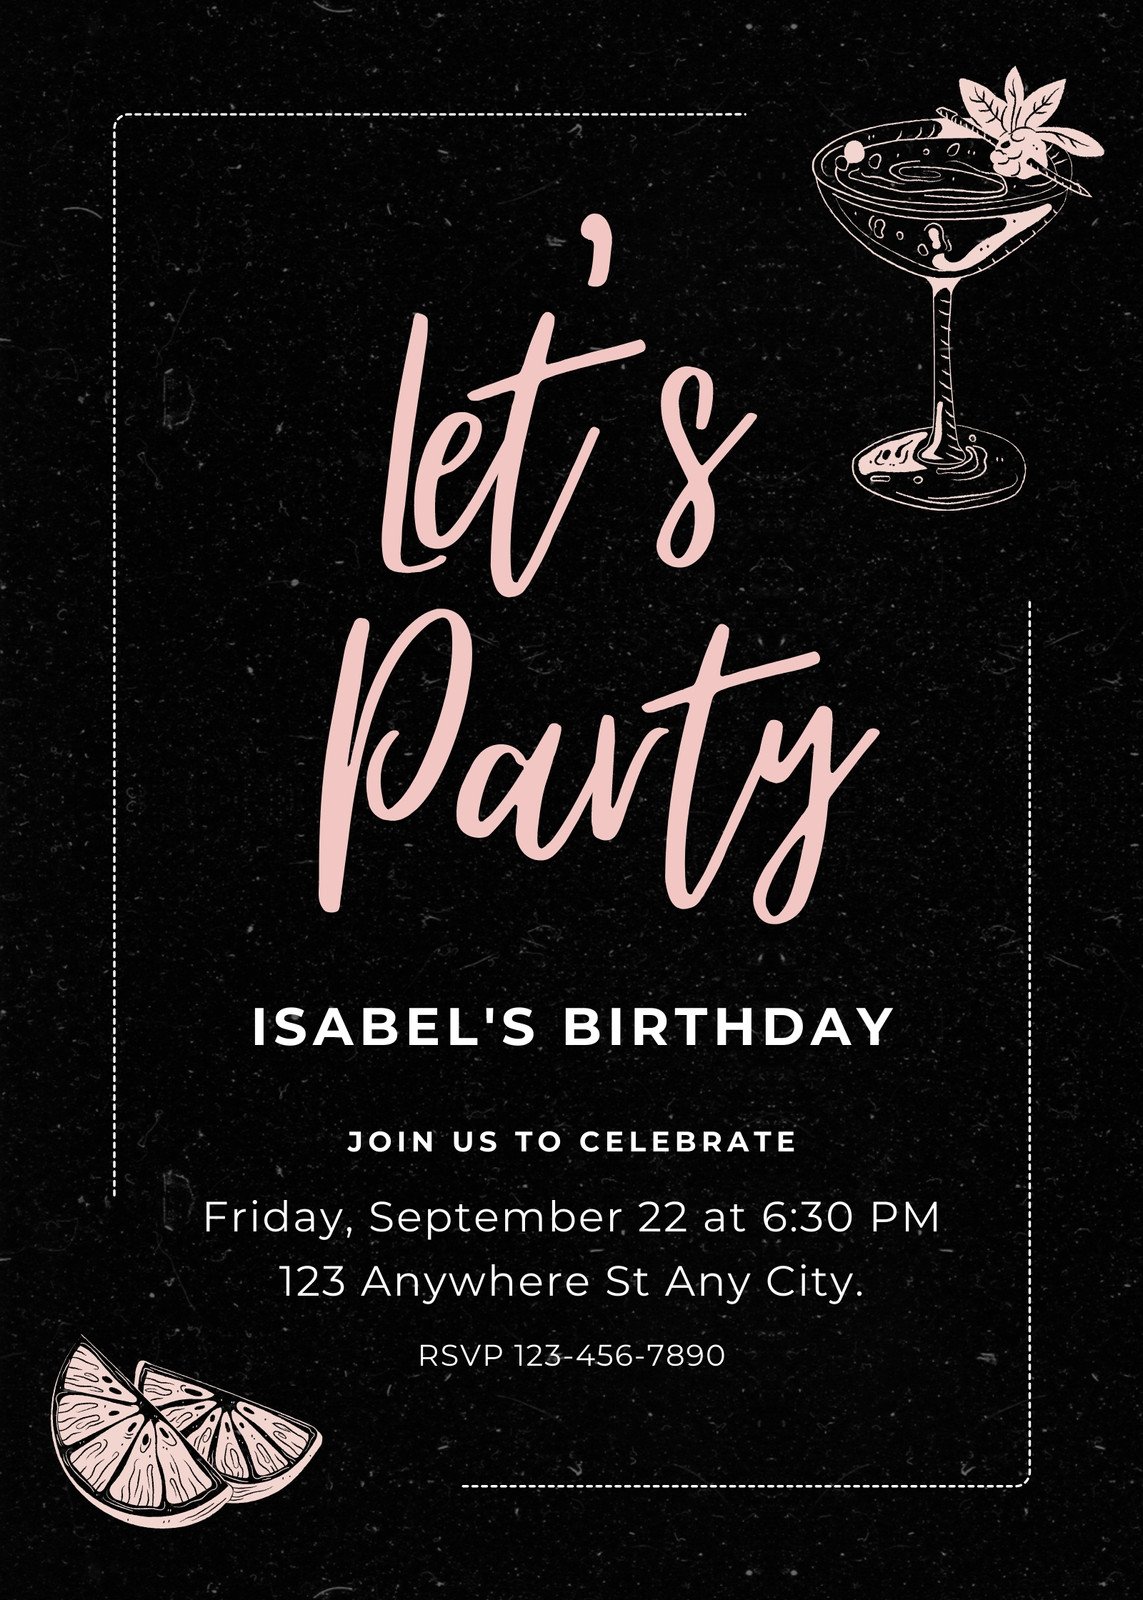 Let's
Party
ISABEL'S BIRTHDAY
JOIN US TO CELEBRATE
Friday, September 22 at 6:30 PM
123 Anywhere St Any City.
RSVP 123-456-7890